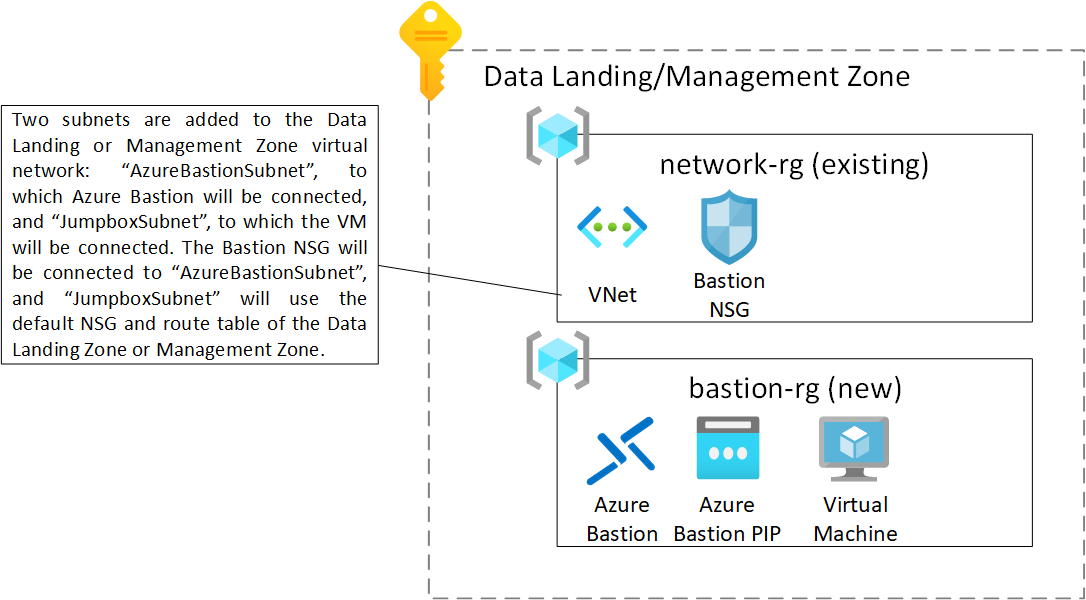 Data Landing/Management Zone
Two subnets are added to the Data
Landing or Management Zone virtual
network: “AzureBastionSubnet”, to
which Azure Bastion will be connected,
and “JumpboxSubnet”, to which the VM
will be connected. The Bastion NSG will
be connected to “AzureBastionSubnet”,
and “JumpboxSubnet” will use the
default NSG and route table of the Data
Landing Zone or Management Zone.
network-rg (existing)
VNet
Bastion
NSG
bastion-rg (new)
Azure
Bastion
Azure
Bastion PIP
Virtual
Machine